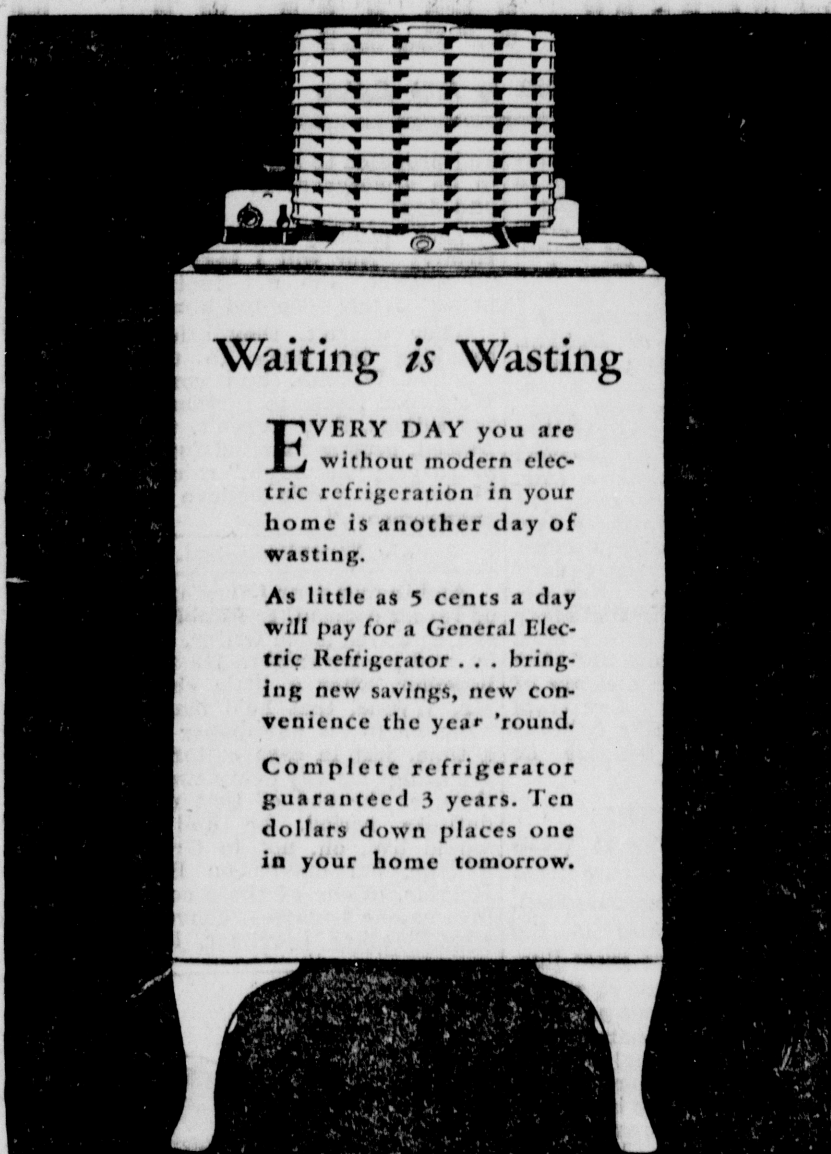 Waiting is Wasting
EVERY DAY you are
without modern elec-
tric refrigeration in your
home is another day of
wasting.
As little as 5 cents a day
will pay for a General Elec-
tric Refrigerator . . . bring-
ing new savings, new con-
venience the year 'round.
Complete refrigerator
guaranteed 3 years. Ten
dollars down places one
in your home tomorrow.